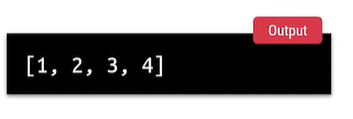 Output
[1, 2, 3, 4]